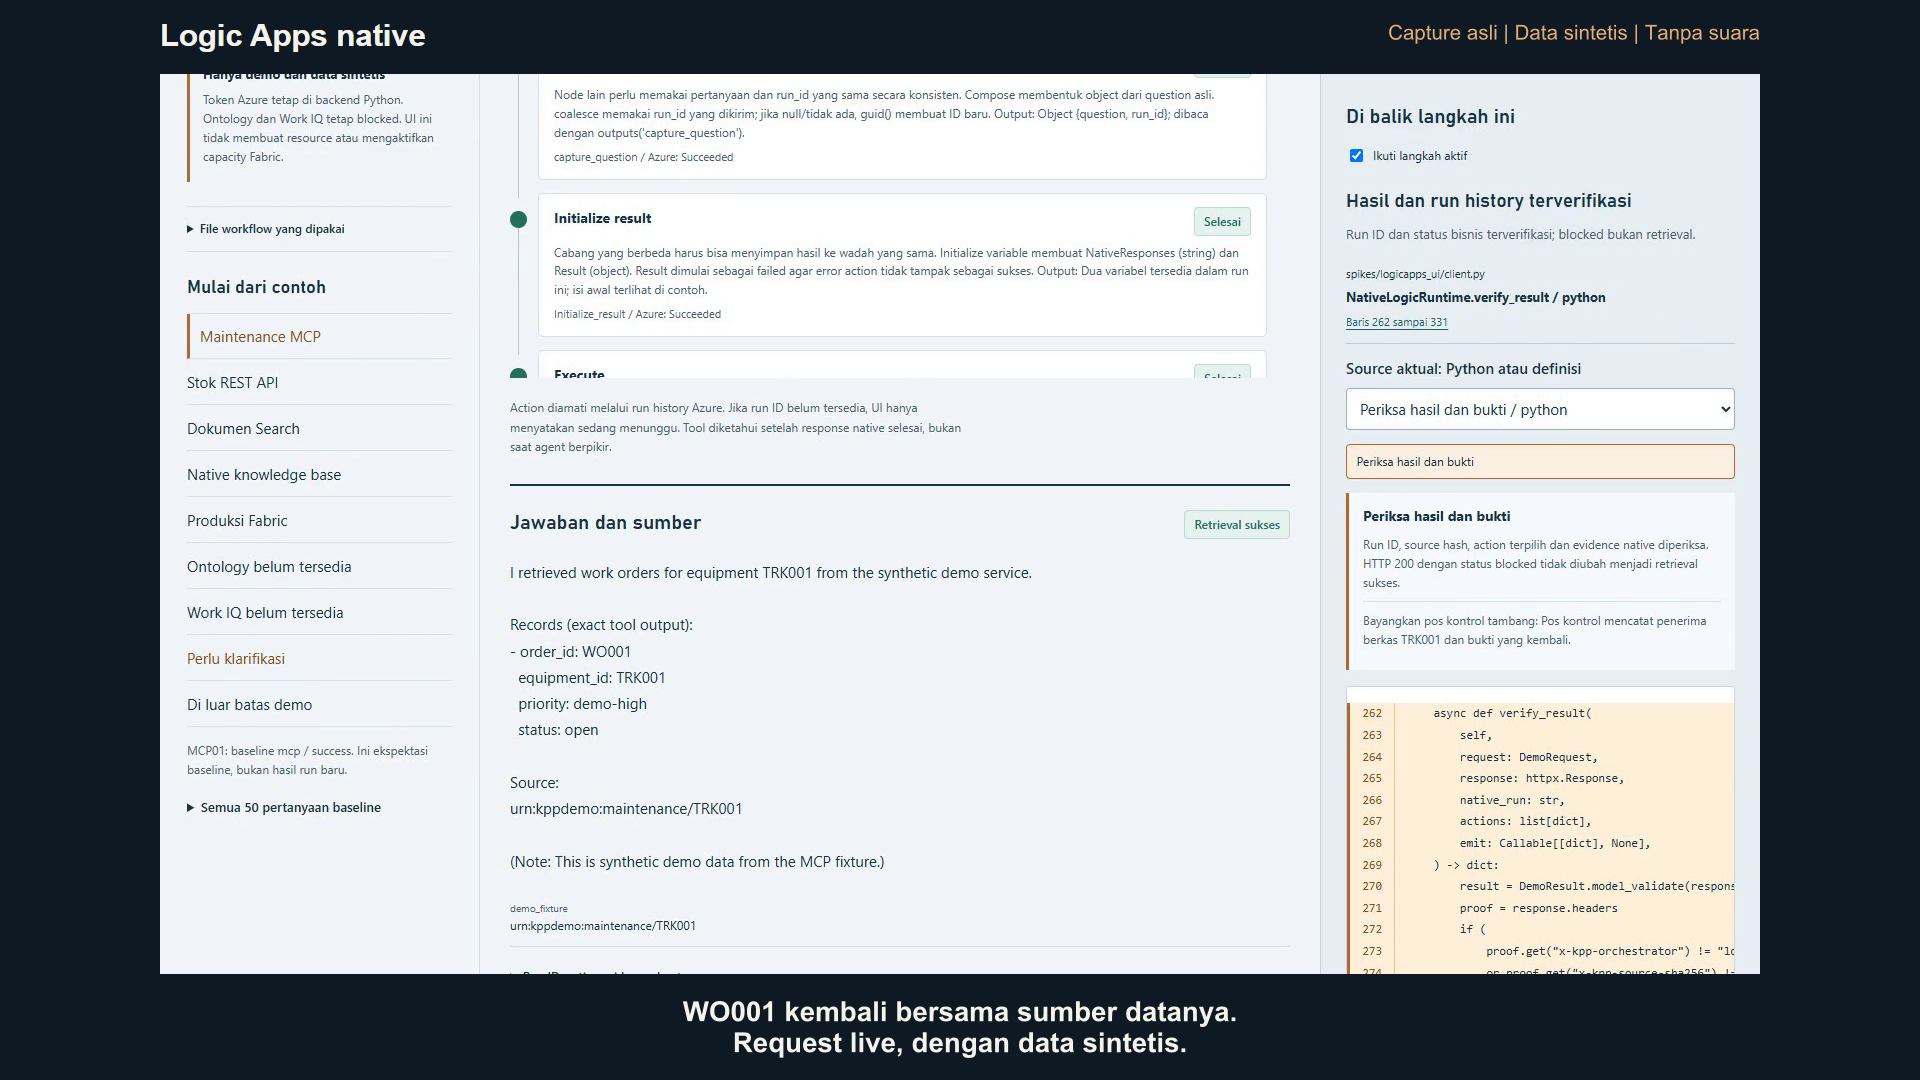 Logic Apps native
Capture asli | Data sintetis | Tanpa suara
Hanya demo dan data sintetis
Token Azure tetap di backend Python.
Ontology dan Work IQ tetap blocked. UI ini
tidak membuat resource atau mengaktifkan
capacity Fabric.
▶ File workflow yang dipakai
Mulai dari contoh
Maintenance MCP
Stok REST API
Dokumen Search
Native knowledge base
Produksi Fabric
Ontology belum tersedia
Work IQ belum tersedia
Perlu klarifikasi
Di luar batas demo
MCP01: baseline mcp / success. Ini ekspektasi
baseline, bukan hasil run baru.
▶ Semua 50 pertanyaan baseline
Node lain perlu memakai pertanyaan dan run_id yang sama secara konsisten. Compose membentuk object dari question asli.
coalesce memakai run_id yang dikirim; jika null/tidak ada, guid() membuat ID baru. Output: Object {question, run_id}; dibaca
dengan outputs('capture_question').
capture_question / Azure: Succeeded
Initialize result
Selesai
Cabang yang berbeda harus bisa menyimpan hasil ke wadah yang sama. Initialize variable membuat NativeResponses (string) dan
Result (object). Result dimulai sebagai failed agar error action tidak tampak sebagai sukses. Output: Dua variabel tersedia dalam run
ini; isi awal terlihat di contoh.
Initialize_result / Azure: Succeeded
Execute
Selesai
Action diamati melalui run history Azure. Jika run ID belum tersedia, UI hanya
menyatakan sedang menunggu. Tool diketahui setelah response native selesai, bukan
saat agent berpikir.
Jawaban dan sumber
Retrieval sukses
I retrieved work orders for equipment TRK001 from the synthetic demo service.
Records (exact tool output):
- order_id: WO001
equipment_id: TRK001
priority: demo-high
status: open
Source:
urn:kppdemo:maintenance/TRK001
(Note: This is synthetic demo data from the MCP fixture.)
demo_fixture
urn:kppdemo:maintenance/TRK001
Di balik langkah ini
Ikuti langkah aktif
Hasil dan run history terverifikasi
Run ID dan status bisnis terverifikasi; blocked bukan retrieval.
spikes/logicapps_ui/client.py
NativeLogicRuntime.verify_result / python
Baris 262 sampai 331
Source aktual: Python atau definisi
Periksa hasil dan bukti / python
Periksa hasil dan bukti
Periksa hasil dan bukti
Run ID, source hash, action terpilih dan evidence native diperiksa.
HTTP 200 dengan status blocked tidak diubah menjadi retrieval
sukses.
Bayangkan pos kontrol tambang: Pos kontrol mencatat penerima
berkas TRK001 dan bukti yang kembali.
262 async def verify_result(
263 self,
264 request: DemoRequest,
265 response: httpx.Response,
266 native_run: str,
267 actions: list[dict],
268 emit: Callable[[dict], None],
269 ) -> dict:
270 result = DemoResult.model_validate(respons
271 proof = response.headers
272 if (
273 proof.get("x-kpp-orchestrator") != "lo
274 or proof.get("x-kpp-source-sha256") !=
WO001 kembali bersama sumber datanya.
Request live, dengan data sintetis.